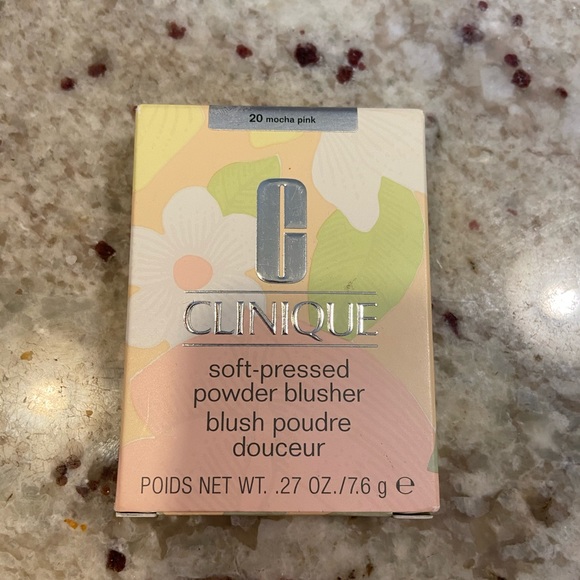 20 mocha pink
C
CLINIQUE
soft-pressed
powder blusher
blush poudre
douceur
POIDS NET WT. .27 OZ./7.6 g ℮